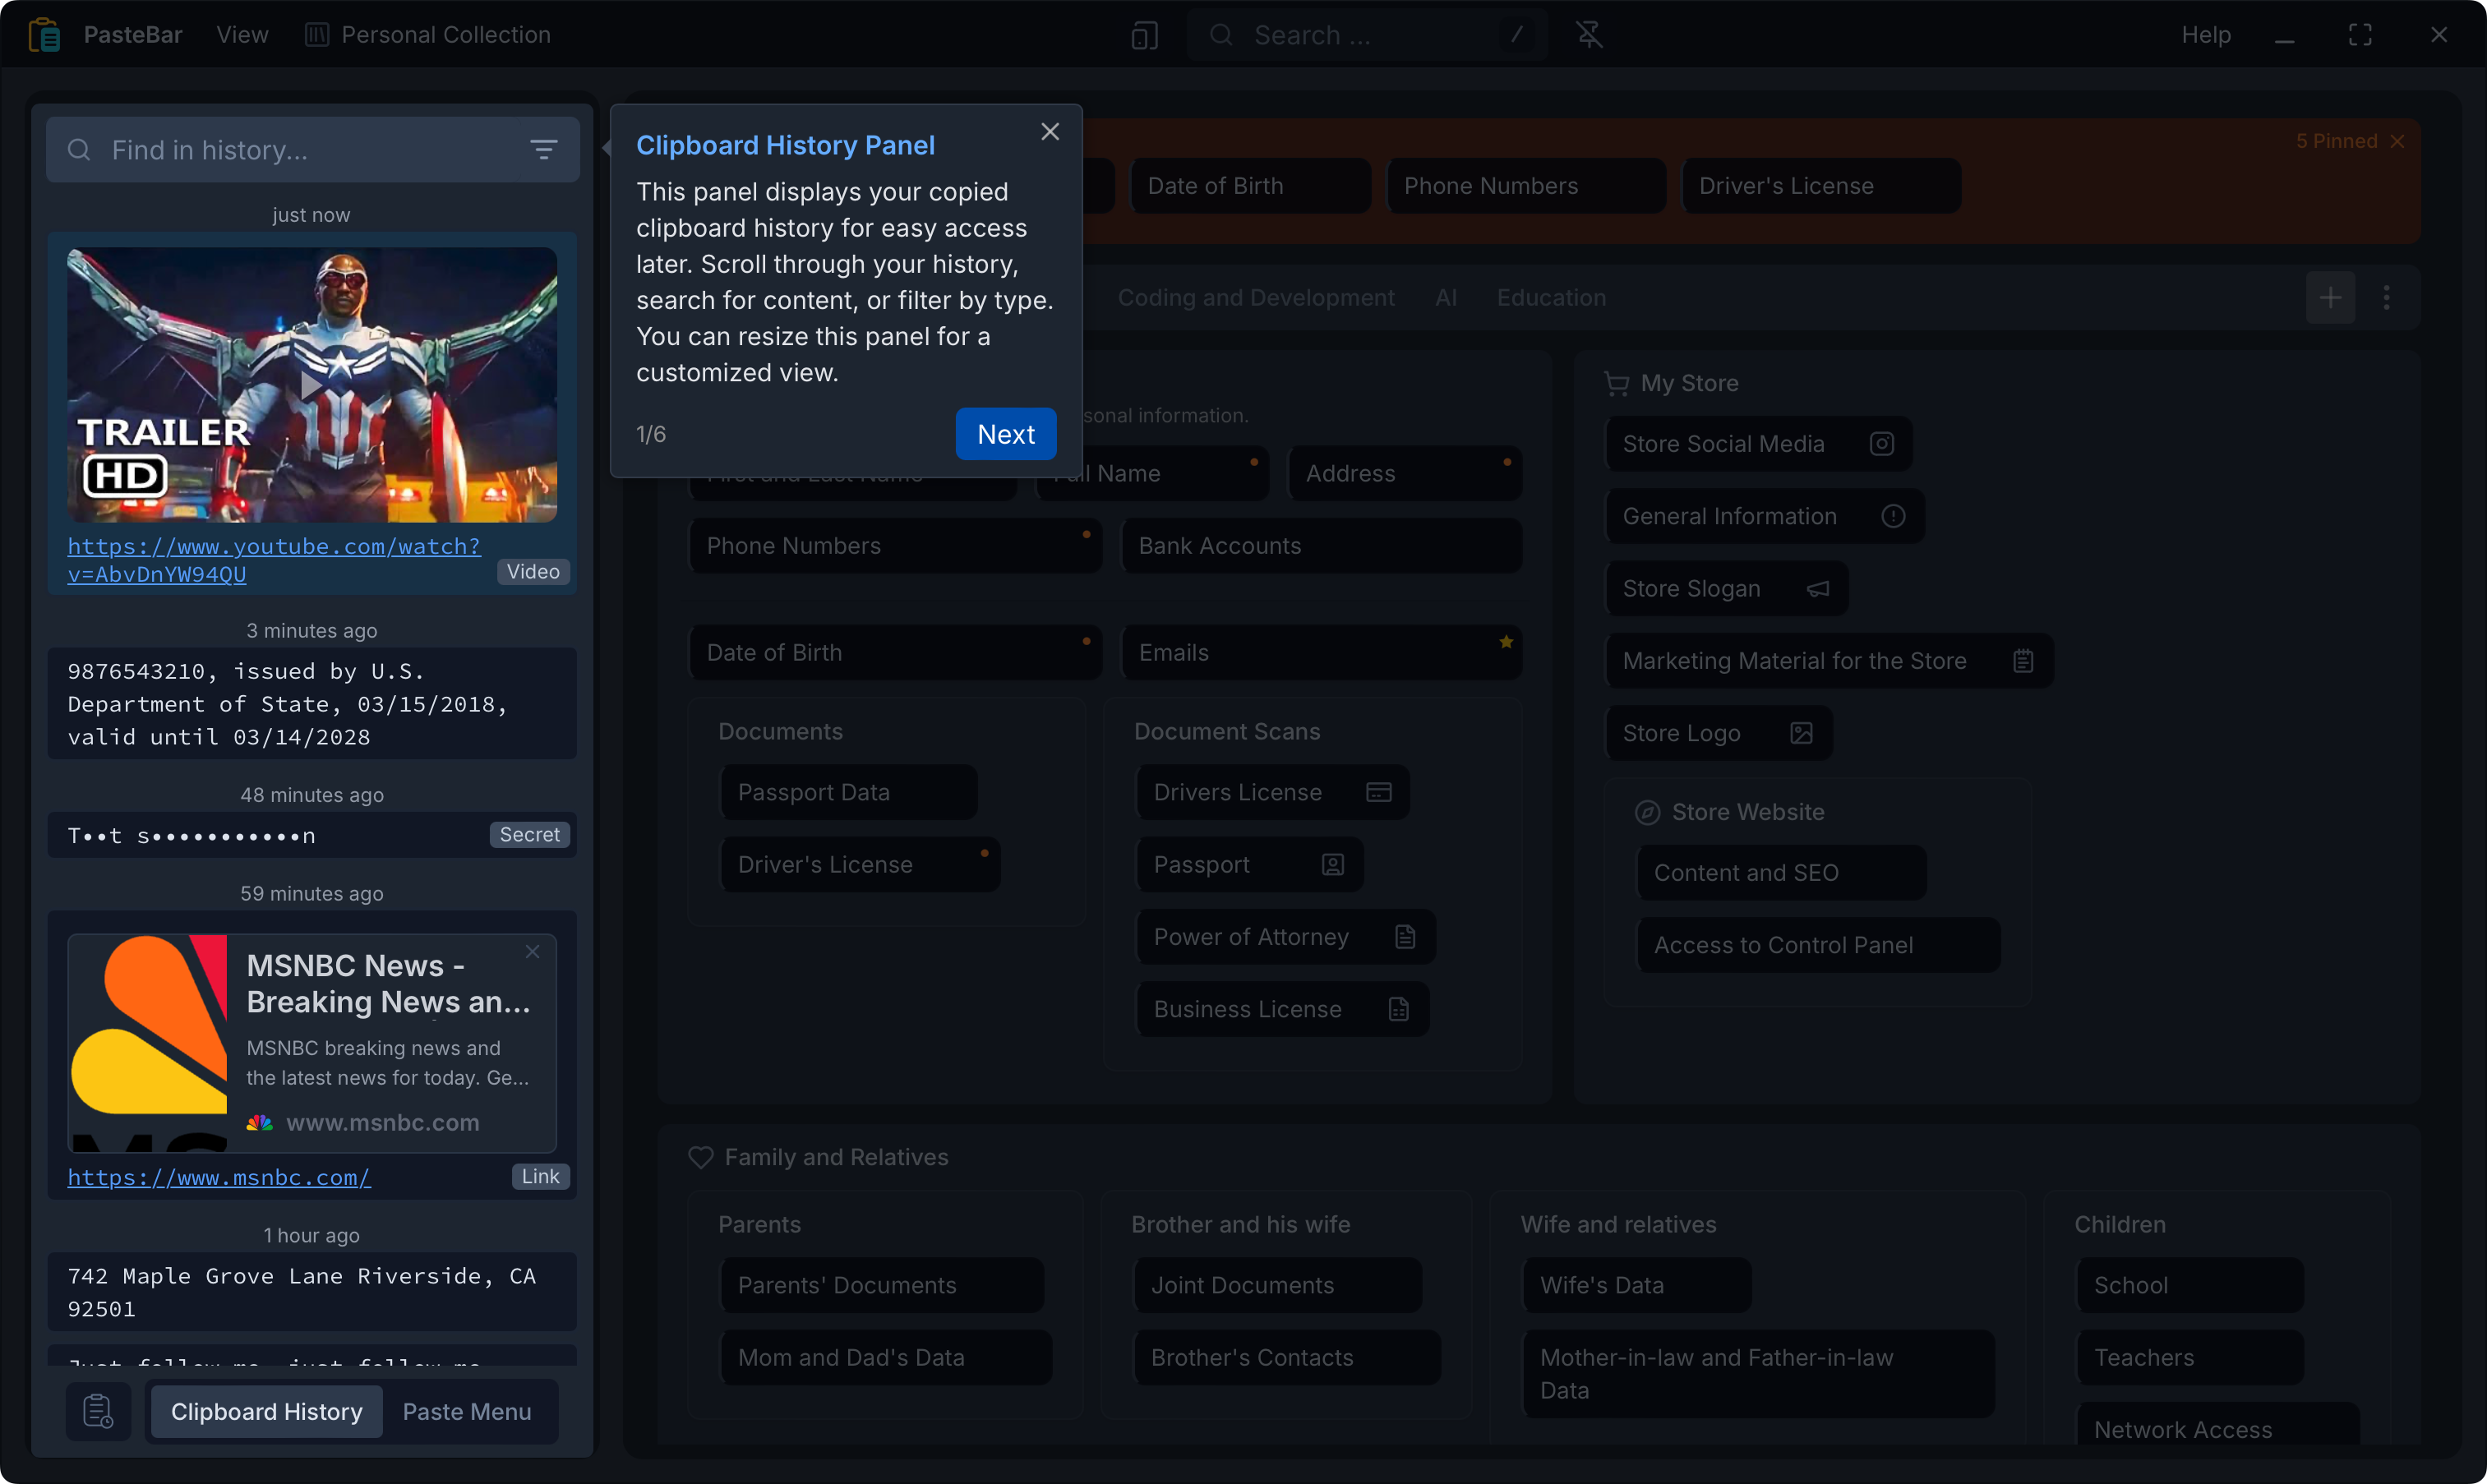 PasteBar
View
Personal Collection
Search ...
/
Help
Find in history...
just now
TRAILER
HD
https://www.youtube.com/watch?
v=AbvDnYW94QU
Video
3 minutes ago
9876543210, issued by U.S.
Department of State, 03/15/2018,
valid until 03/14/2028
48 minutes ago
T••t s•••••••••••n
Secret
59 minutes ago
MSNBC News -
Breaking News an...
MSNBC breaking news and
the latest news for today. Ge...
www.msnbc.com
https://www.msnbc.com/
Link
1 hour ago
742 Maple Grove Lane Riverside, CA
92501
Just follow me, just follow me
Clipboard History
Paste Menu
Clipboard History Panel
This panel displays your copied
clipboard history for easy access
later. Scroll through your history,
search for content, or filter by type.
You can resize this panel for a
customized view.
1/6
Next
5 Pinned
Date of Birth
Phone Numbers
Driver's License
Coding and Development
AI
Education
sonal information.
First and Last Name
Name
Address
Phone Numbers
Bank Accounts
Date of Birth
Emails
Documents
Passport Data
Driver's License
Document Scans
Drivers License
Passport
Power of Attorney
Business License
My Store
Store Social Media
General Information
Store Slogan
Marketing Material for the Store
Store Logo
Store Website
Content and SEO
Access to Control Panel
Family and Relatives
Parents
Parents' Documents
Mom and Dad's Data
Brother and his wife
Joint Documents
Brother's Contacts
Wife and relatives
Wife's Data
Mother-in-law and Father-in-law
Data
Children
School
Teachers
Network Access